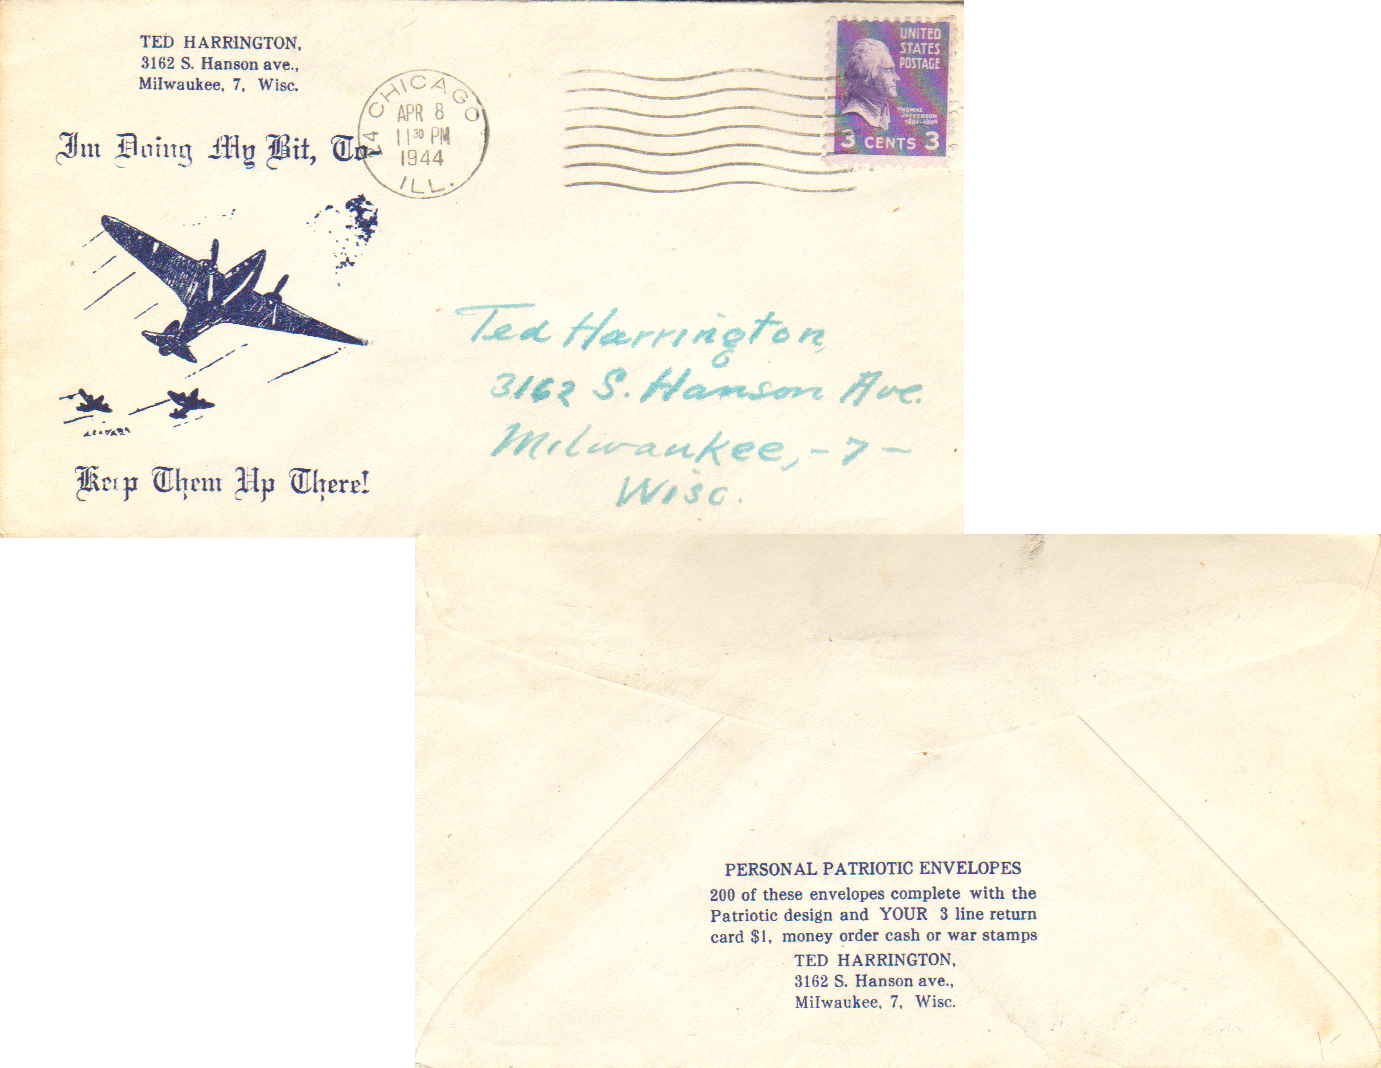 TED HARRINGTON,
3162 S. Hanson ave.,
Milwaukee, 7, Wisc.
Im Doing My Bit, To-
Keep Them Up There!
24 CHICAGO
APR 8
11 30 PM
1944
ILL.
UNITED
STATES
POSTAGE
THOMAS
JEFFERSON
3 CENTS 3
Ted Harrington,
3162 S. Hanson Ave.
Milwaukee, -7-
Wisc.
PERSONAL PATRIOTIC ENVELOPES
200 of these envelopes complete with the
Patriotic design and YOUR 3 line return
card $1, money order cash or war stamps
TED HARRINGTON,
3162 S. Hanson ave.,
Milwaukee, 7, Wisc.